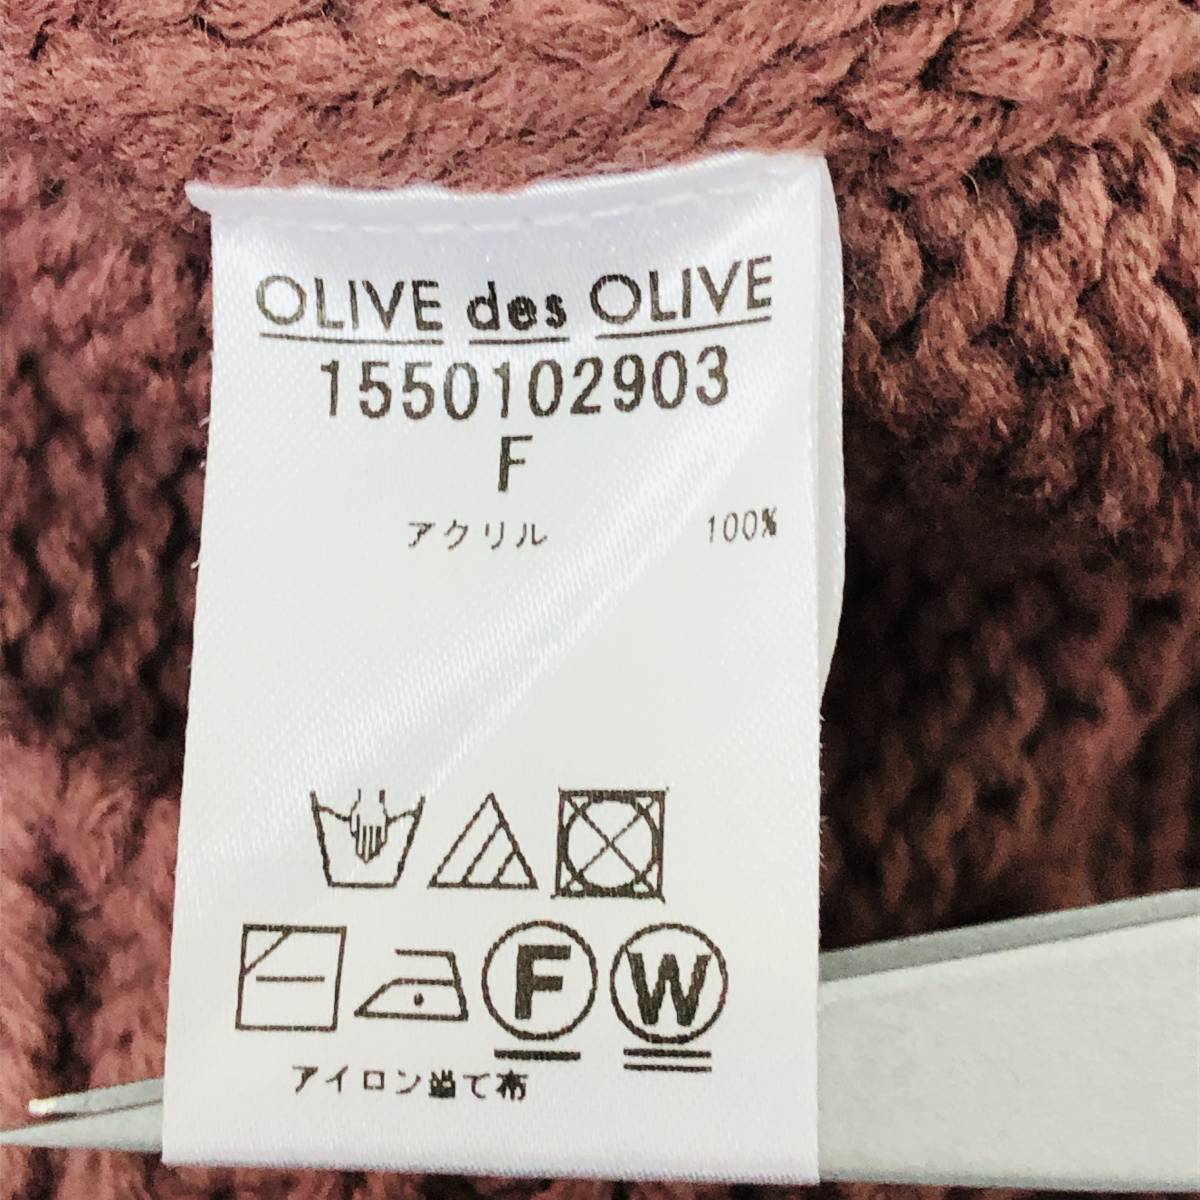 OLIVE des OLIVE
1550102903
F
アクリル 100%
F W
アイロン当て布